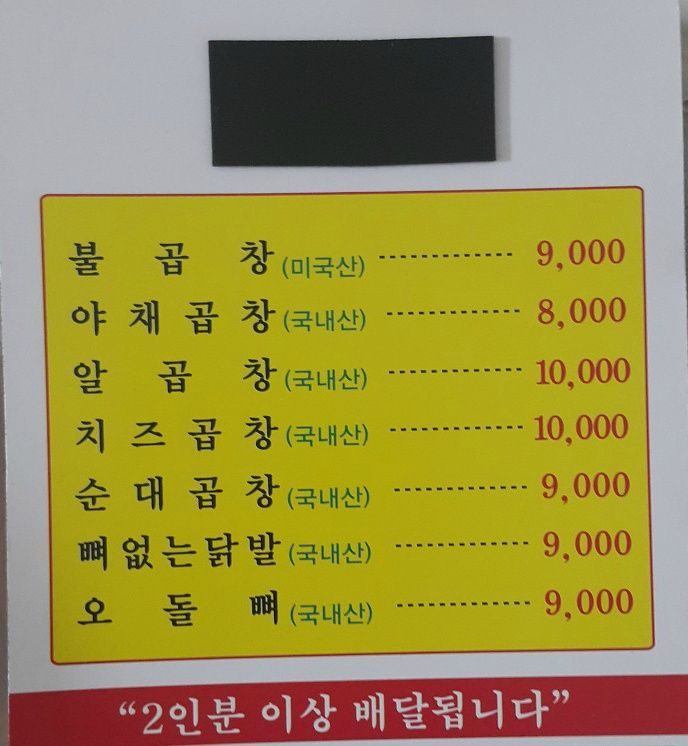 불곱창(미국산) ------------- 9,000
야채곱창(국내산) ------------- 8,000
알곱창(국내산) ------------- 10,000
치즈곱창(국내산) ------------- 10,000
순대곱창(국내산) ------------- 9,000
뼈없는닭발(국내산) ------------- 9,000
오돌뼈(국내산) ------------- 9,000
“2인분 이상 배달됩니다”